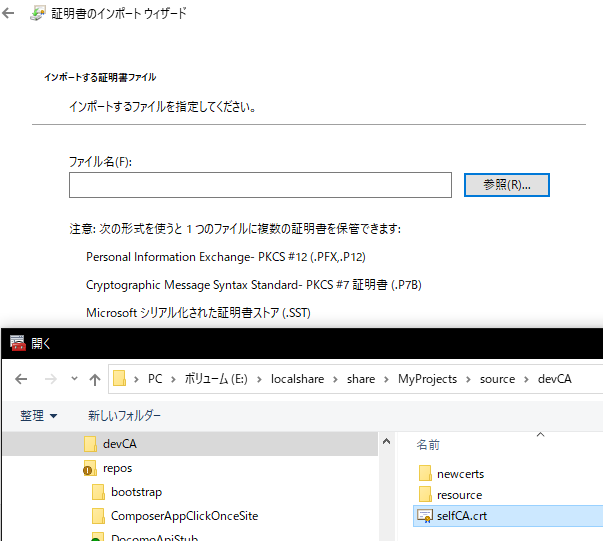 証明書のインポート ウィザード
インポートする証明書ファイル
インポートするファイルを指定してください。
ファイル名(F):
参照(R)...
注意: 次の形式を使うと 1 つのファイルに複数の証明書を保管できます:
Personal Information Exchange- PKCS #12 (.PFX,.P12)
Cryptographic Message Syntax Standard- PKCS #7 証明書 (.P7B)
Microsoft シリアル化された証明書ストア (.SST)
開く
PC > ボリューム (E:) > localshare > share > MyProjects > source > devCA
整理 新しいフォルダー
devCA
repos
bootstrap
ComposerAppClickOnceSite
DocomoApiStub
名前
newcerts
resource
selfCA.crt